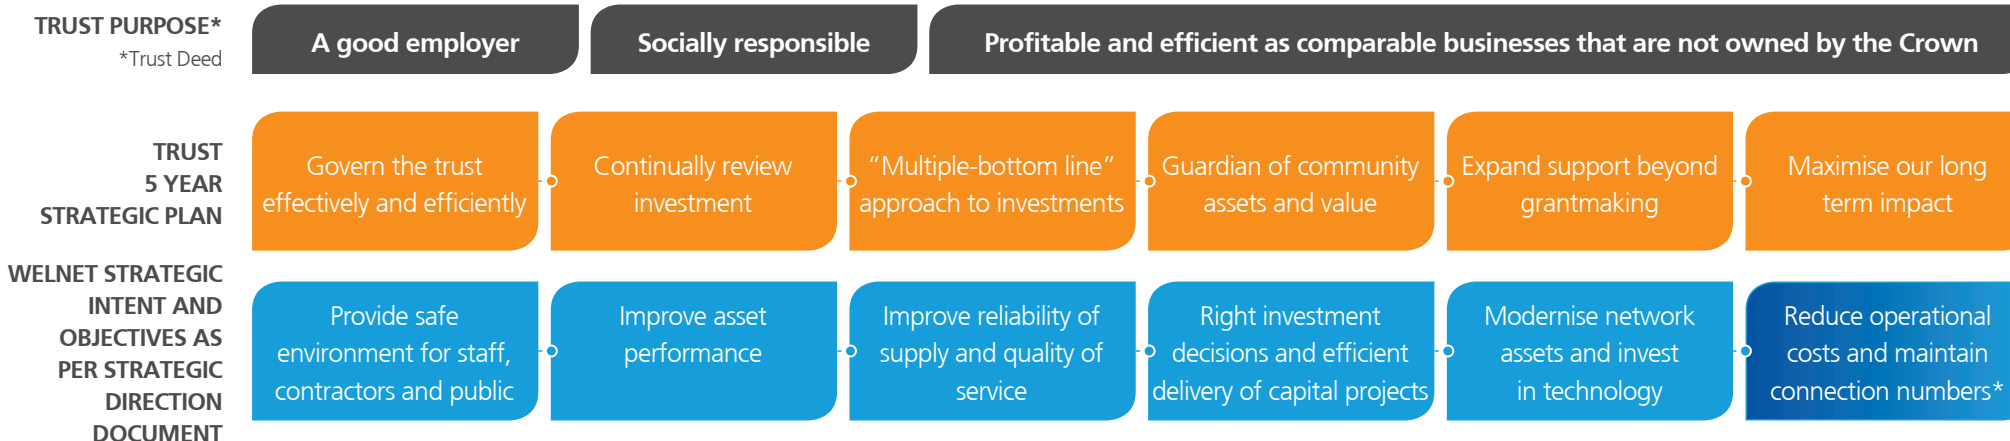 TRUST PURPOSE*
*Trust Deed
A good employer
Socially responsible
Profitable and efficient as comparable businesses that are not owned by the Crown
TRUST
5 YEAR
STRATEGIC PLAN
Govern the trust
effectively and efficiently
Continually review
investment
“Multiple-bottom line”
approach to investments
Guardian of community
assets and value
Expand support beyond
grantmaking
Maximise our long
term impact
WELNET STRATEGIC
INTENT AND
OBJECTIVES AS
PER STRATEGIC
DIRECTION
DOCUMENT
Provide safe
environment for staff,
contractors and public
Improve asset
performance
Improve reliability of
supply and quality of
service
Right investment
decisions and efficient
delivery of capital projects
Modernise network
assets and invest
in technology
Reduce operational
costs and maintain
connection numbers*